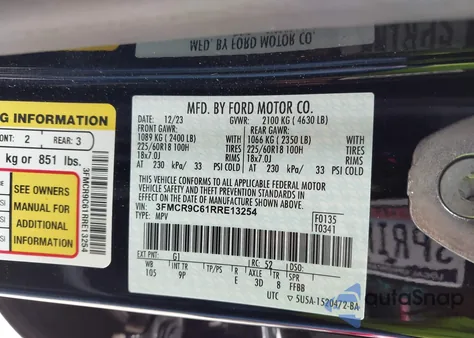 MFD. BY FORD MOTOR CO.
NG INFORMATION
ONT: 2 REAR: 3
kg or 851 lbs.
SEE OWNERS
MANUAL FOR
ADDITIONAL
INFORMATION
3FMCR9C61RRE13254
MFD. BY FORD MOTOR CO.
DATE: 12/23 GVWR: 2100 KG ( 4630 LB)
FRONT GAWR: REAR GAWR:
1089 KG ( 2400 LB) 1066 KG ( 2350 LB)
225/60R18 100H 225/60R18 100H
18x7.0J 18x7.0J
RIMS RIMS
AT 230 kPa/ 33 PSI COLD AT 230 kPa/ 33 PSI COLD
THIS VEHICLE CONFORMS TO ALL APPLICABLE FEDERAL MOTOR
VEHICLE SAFETY AND THEFT PREVENTION STANDARDS IN EFFECT ON
THE DATE OF MANUFACTURE SHOWN ABOVE.
VIN: 3FMCR9C61RRE13254 F0135
TYPE: MPV T0341
EXT PNT: G1 RC: 52 DSO:
WB INT TR TP/PS R AXLE TR SPR
105 9P E 3D 8 FFBB
UTC 5U5A-1520472-BA
SPRIN
autoSnap